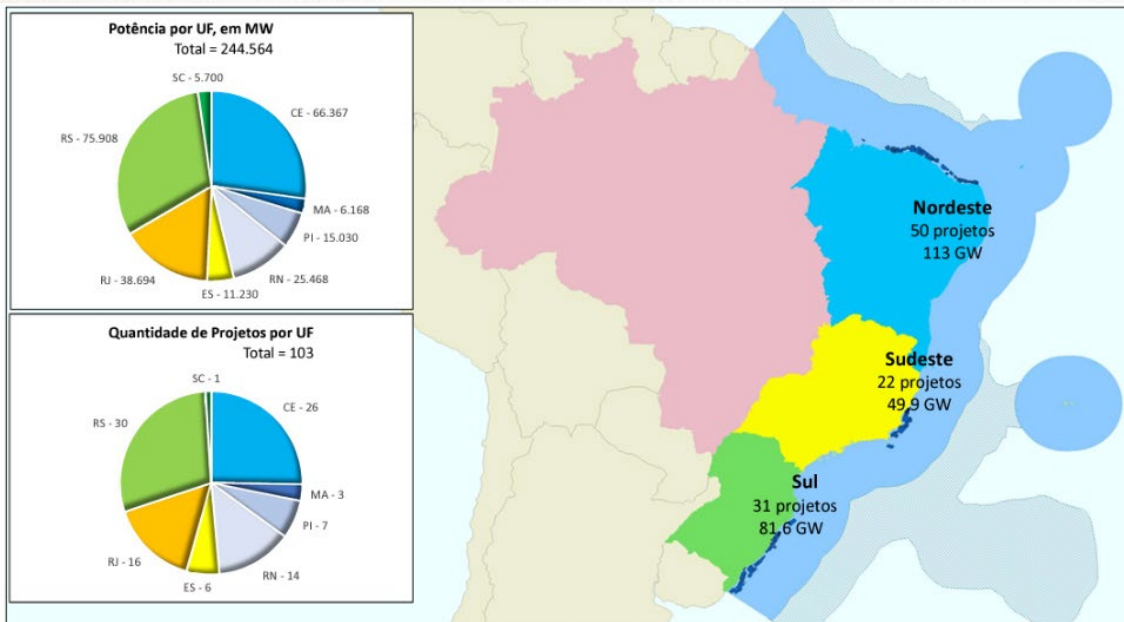 Potência por UF, em MW
Total = 244.564
SC - 5.700
CE - 66.367
RS - 75.908
MA - 6.168
PI - 15.030
RJ - 38.694
RN - 25.468
ES - 11.230
Quantidade de Projetos por UF
Total = 103
SC - 1
CE - 26
RS - 30
MA - 3
PI - 7
RJ - 16
RN - 14
ES - 6
Nordeste
50 projetos
113 GW
Sudeste
22 projetos
49,9 GW
Sul
31 projetos
81,6 GW